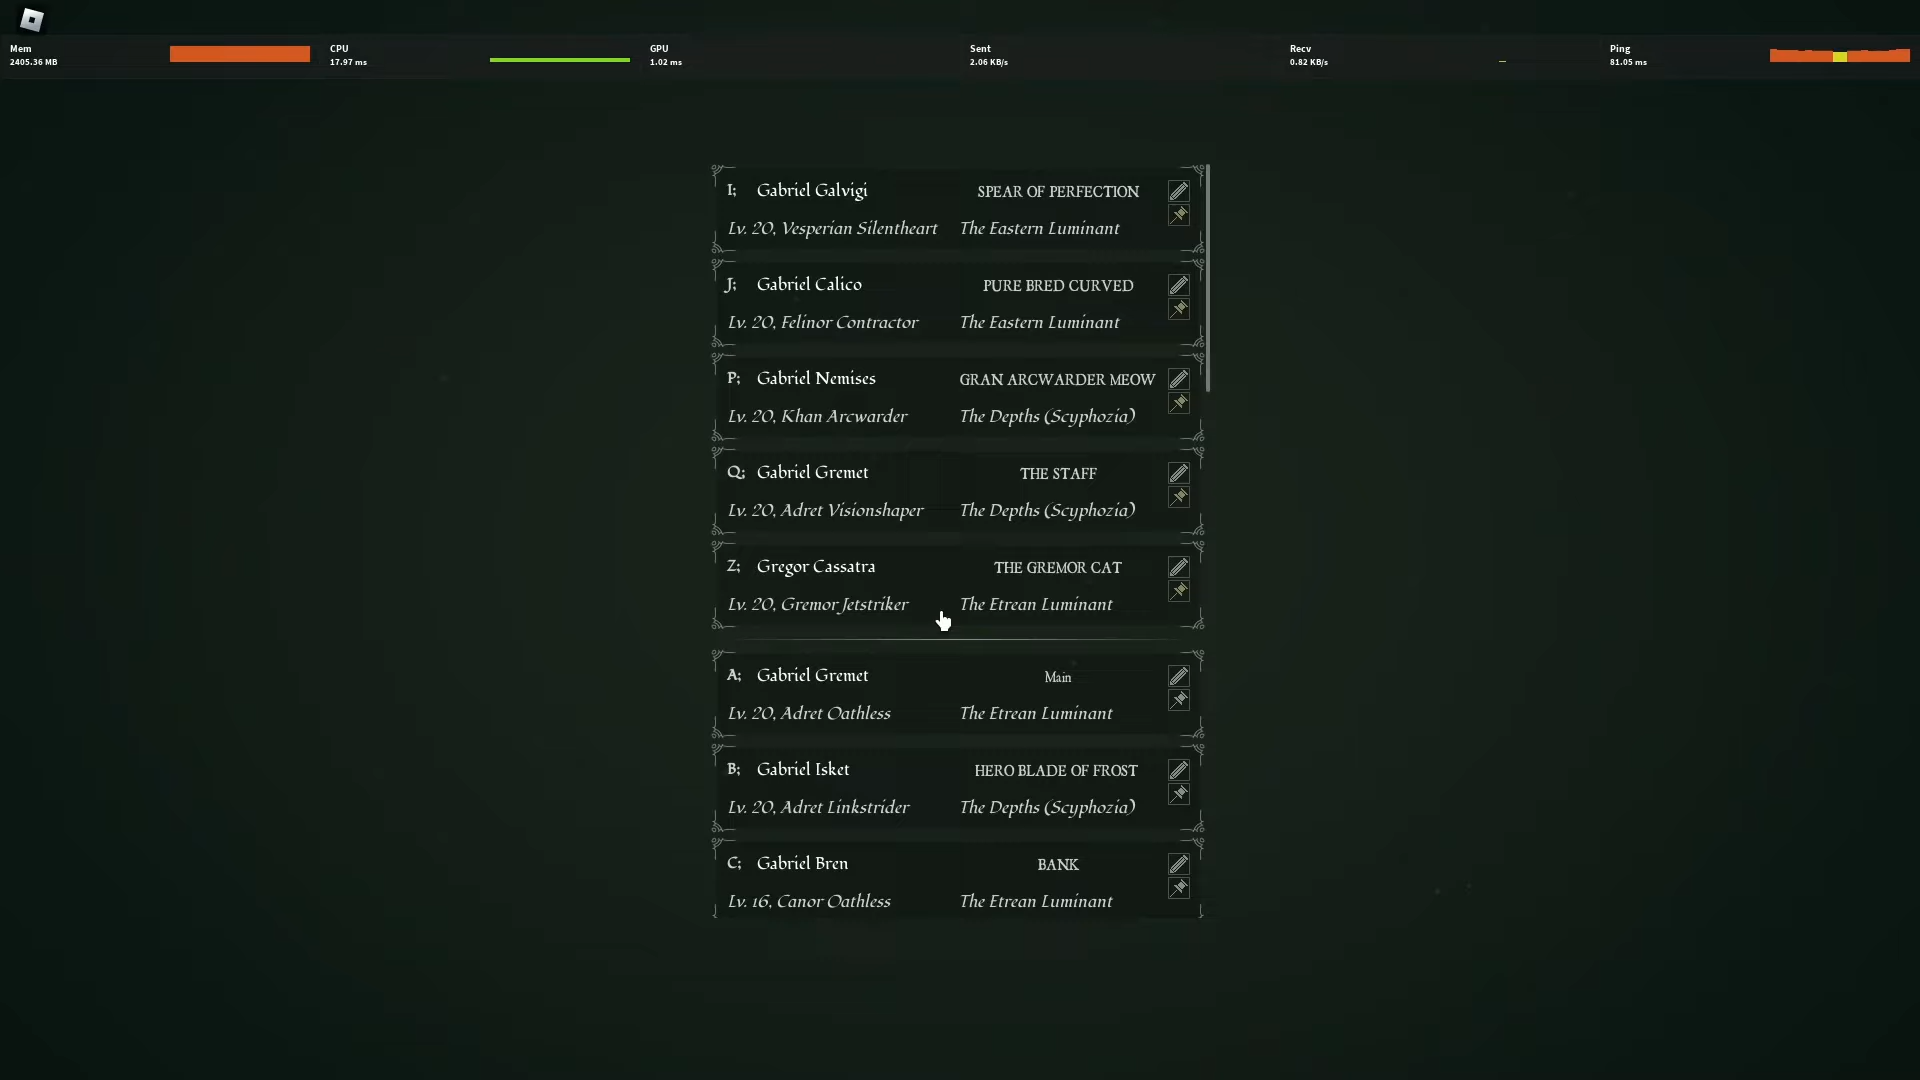 Mem
2405.36 MB
CPU
17.97 ms
GPU
1.02 ms
Sent
2.06 KB/s
Recv
0.82 KB/s
Ping
81.05 ms
I; Gabriel Galvigi SPEAR OF PERFECTION
Lv. 20, Vesperian Silentheart The Eastern Luminant
J; Gabriel Calico PURE BRED CURVED
Lv. 20, Felinor Contractor The Eastern Luminant
P; Gabriel Nemises GRAN ARCWARDER MEOW
Lv. 20, Khan Arcwarder The Depths (Scyphozia)
Q; Gabriel Gremet THE STAFF
Lv. 20, Adret Visionshaper The Depths (Scyphozia)
Z; Gregor Cassatra THE GREMOR CAT
Lv. 20, Gremor Jetstriker The Etrean Luminant
A; Gabriel Gremet Main
Lv. 20, Adret Oathless The Etrean Luminant
B; Gabriel Isket HERO BLADE OF FROST
Lv. 20, Adret Linkstrider The Depths (Scyphozia)
C; Gabriel Bren BANK
Lv. 16, Canor Oathless The Etrean Luminant